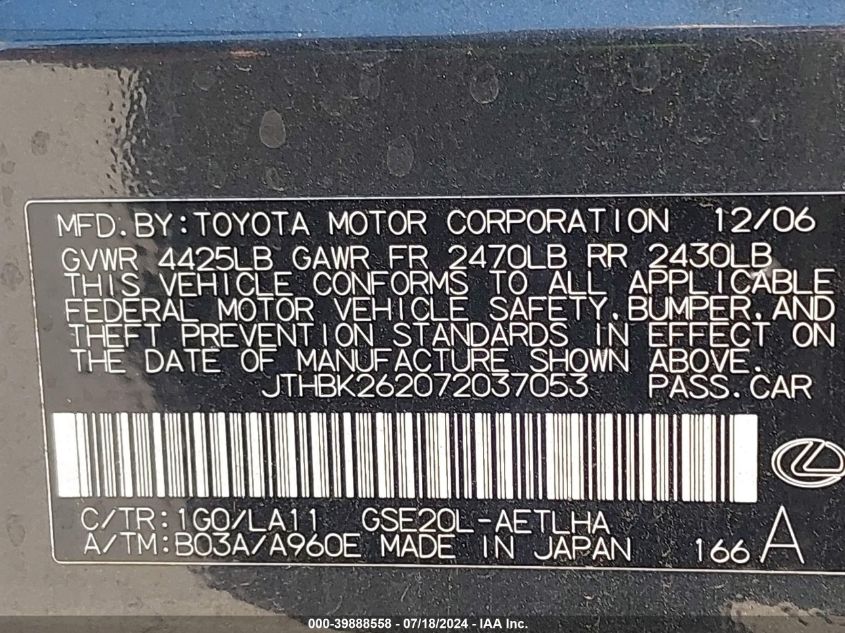 MFD.BY:TOYOTA MOTOR CORPORATION 12/06
GVWR 4425LB GAWR FR 2470LB RR 2430LB
THIS VEHICLE CONFORMS TO ALL APPLICABLE
FEDERAL MOTOR VEHICLE SAFETY,BUMPER,AND
THEFT PREVENTION STANDARDS IN EFFECT ON
THE DATE OF MANUFACTURE SHOWN ABOVE.
JTHBK262072037053 PASS.CAR
C/TR:1G0/LA11 GSE20L-AETLHA
A/TM:B03A/A960E MADE IN JAPAN 166 A
000-39888558 - 07/18/2024 - IAA Inc.